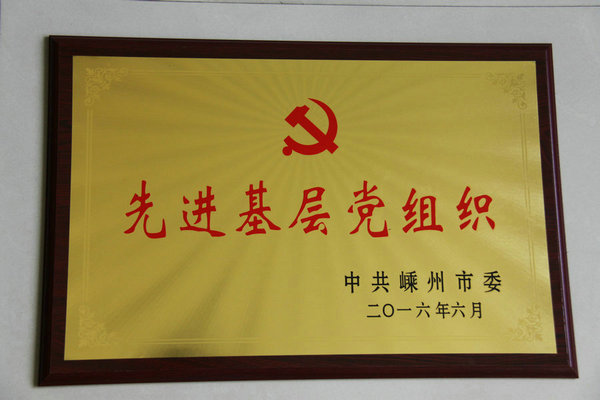 先进基层党组织
中共嵊州市委
二〇一六年六月